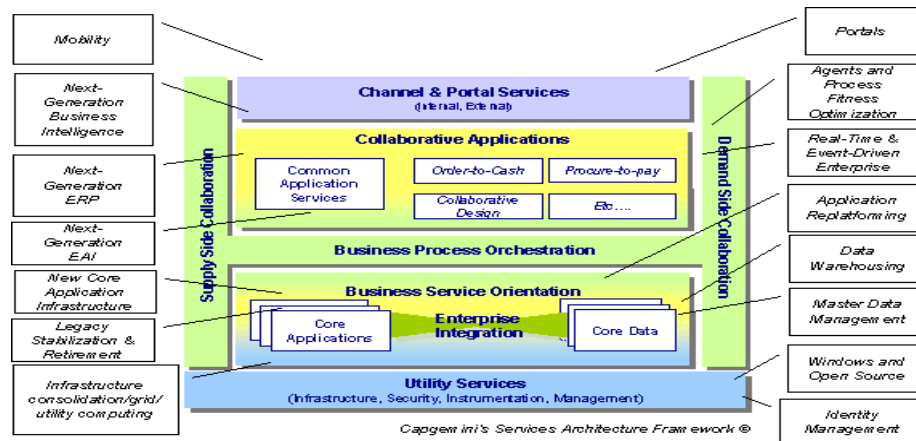 Mobility
Next-
Generation
Business
Intelligence
Next-
Generation
ERP
Next-
Generation
EAI
New Core
Application
Infrastructure
Legacy
Stabilization &
Retirement
Infrastructure
consolidation/grid/
utility computing
Supply Side Collaboration
Channel & Portal Services
(Internal, External)
Collaborative Applications
Common
Application
Services
Order-to-Cash
Procure-to-pay
Collaborative
Design
Etc....
Business Process Orchestration
Business Service Orientation
Core
Applications
Enterprise
Integration
Core Data
Utility Services
(Infrastructure, Security, Instrumentation, Management)
Capgemini's Services Architecture Framework ©
Demand Side Collaboration
Portals
Agents and
Process
Fitness
Optimization
Real-Time &
Event-Driven
Enterprise
Application
Replatforming
Data
Warehousing
Master Data
Management
Windows and
Open Source
Identity
Management